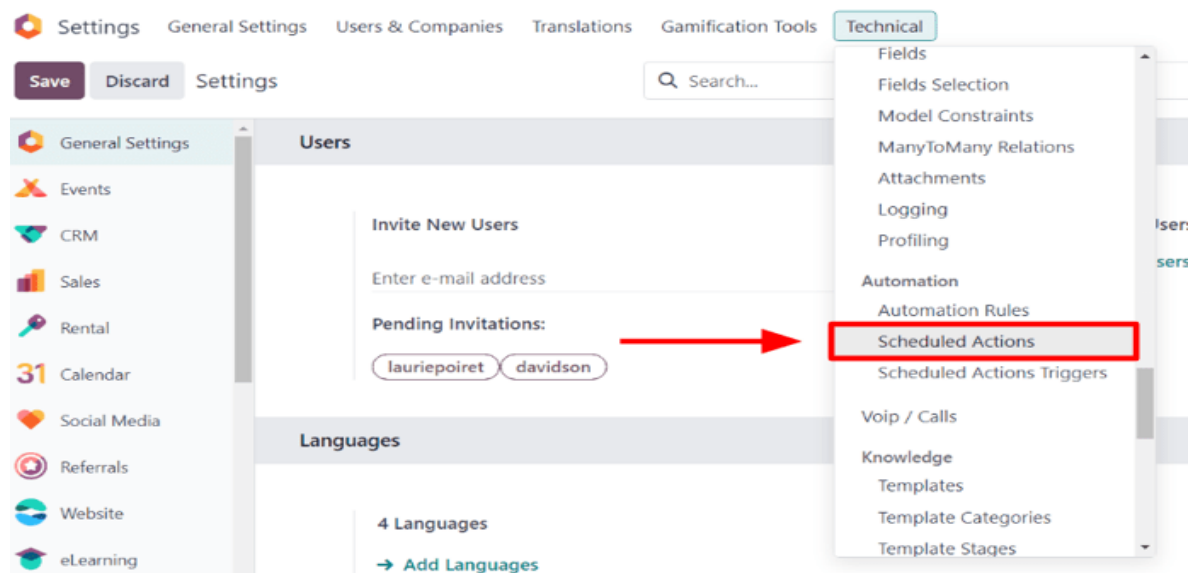 Settings General Settings Users & Companies Translations Gamification Tools Technical
Save Discard Settings
Search...
General Settings
Events
CRM
Sales
Rental
31 Calendar
Social Media
Referrals
Website
eLearning
Users
Invite New Users
Enter e-mail address
Pending Invitations:
lauriepoiret davidson
Languages
4 Languages
→ Add Languages
Fields
Fields Selection
Model Constraints
ManyToMany Relations
Attachments
Logging
Profiling
Automation
Automation Rules
Scheduled Actions
Scheduled Actions Triggers
Voip / Calls
Knowledge
Templates
Template Categories
Template Stages